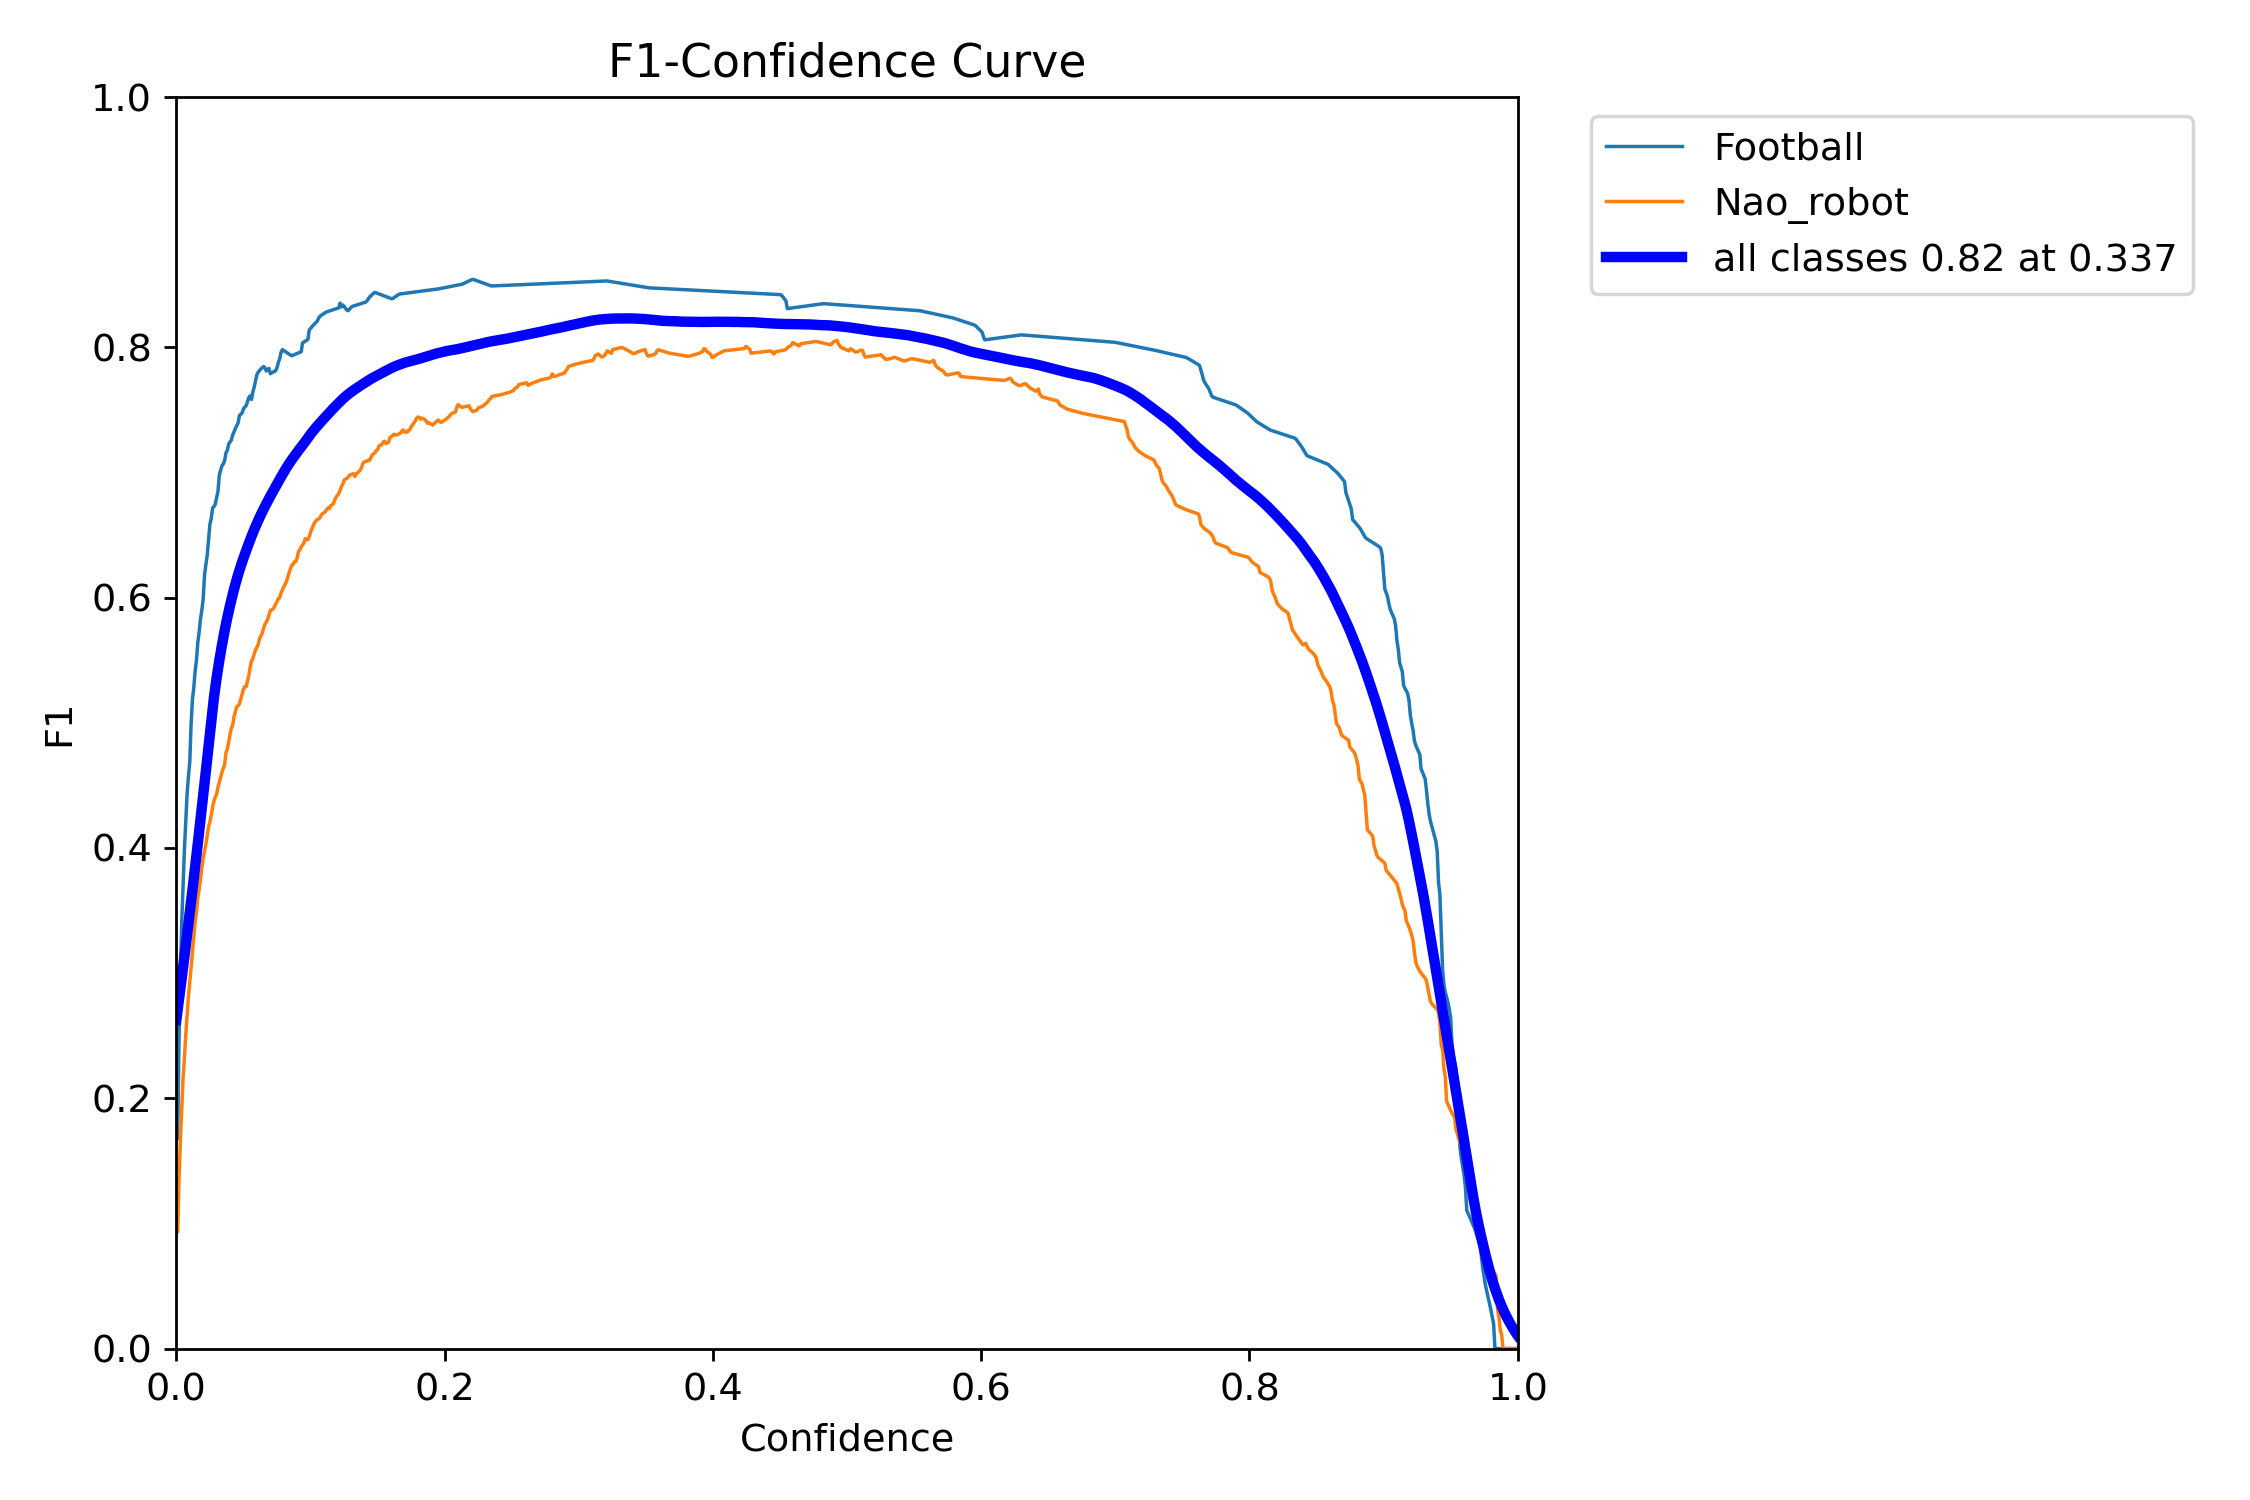 F1-Confidence Curve
1.0
0.8
0.6
0.4
0.2
0.0
F1
0.0 0.2 0.4 0.6 0.8 1.0
Confidence
Football
Nao_robot
all classes 0.82 at 0.337